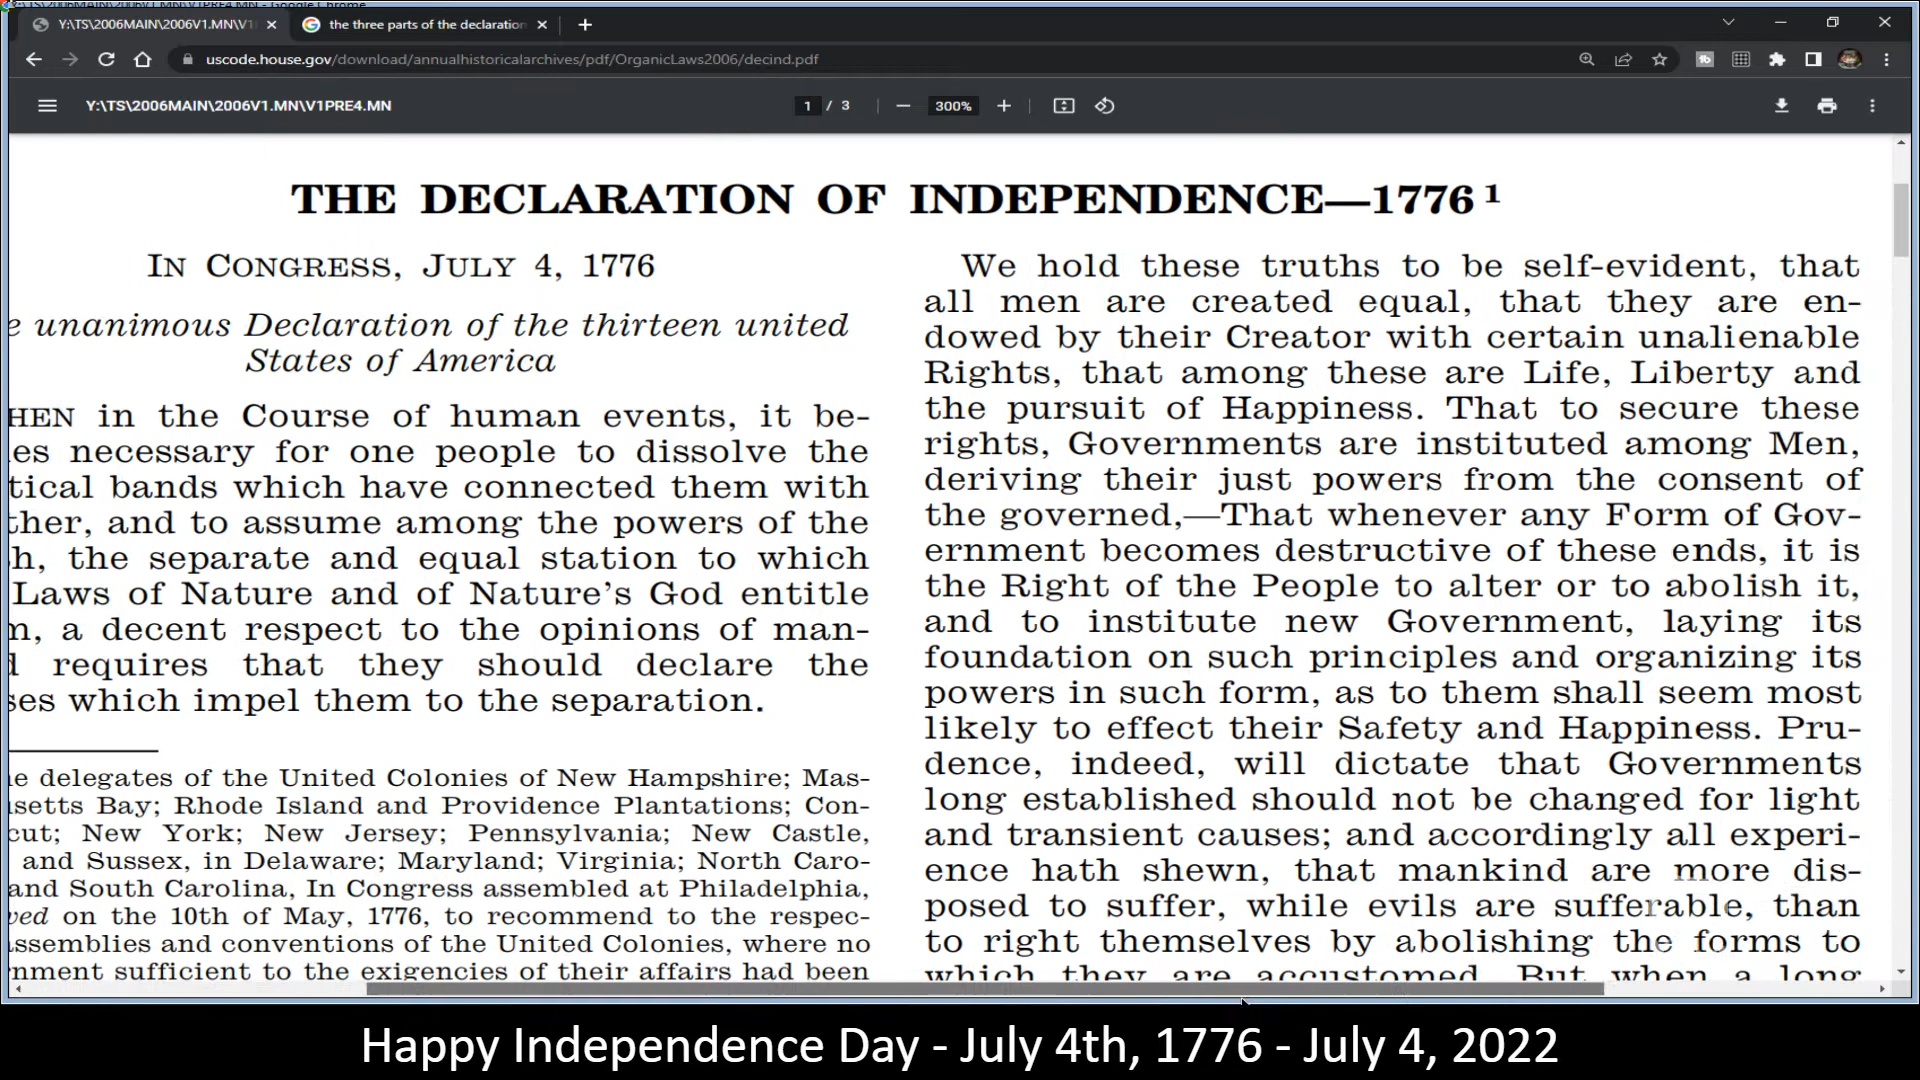 Y:\TS\2006MAIN\2006V1.MN\V1PRE4.MN - Google Chrome
Y:\TS\2006MAIN\2006V1.MN\V1
the three parts of the declaration
uscode.house.gov/download/annualhistoricalarchives/pdf/OrganicLaws2006/decind.pdf
Y:\TS\2006MAIN\2006V1.MN\V1PRE4.MN
1 / 3
300%
THE DECLARATION OF INDEPENDENCE—1776 1
IN CONGRESS, JULY 4, 1776
e unanimous Declaration of the thirteen united
States of America
HEN in the Course of human events, it be-
es necessary for one people to dissolve the
tical bands which have connected them with
ther, and to assume among the powers of the
h, the separate and equal station to which
Laws of Nature and of Nature's God entitle
m, a decent respect to the opinions of man-
d requires that they should declare the
ses which impel them to the separation.
e delegates of the United Colonies of New Hampshire; Mas-
setts Bay; Rhode Island and Providence Plantations; Con-
cut; New York; New Jersey; Pennsylvania; New Castle,
and Sussex, in Delaware; Maryland; Virginia; North Caro-
and South Carolina, In Congress assembled at Philadelphia,
ved on the 10th of May, 1776, to recommend to the respec-
assemblies and conventions of the United Colonies, where no
rnment sufficient to the exigencies of their affairs had been
We hold these truths to be self-evident, that
all men are created equal, that they are en-
dowed by their Creator with certain unalienable
Rights, that among these are Life, Liberty and
the pursuit of Happiness. That to secure these
rights, Governments are instituted among Men,
deriving their just powers from the consent of
the governed,—That whenever any Form of Gov-
ernment becomes destructive of these ends, it is
the Right of the People to alter or to abolish it,
and to institute new Government, laying its
foundation on such principles and organizing its
powers in such form, as to them shall seem most
likely to effect their Safety and Happiness. Pru-
dence, indeed, will dictate that Governments
long established should not be changed for light
and transient causes; and accordingly all experi-
ence hath shewn, that mankind are more dis-
posed to suffer, while evils are sufferable, than
to right themselves by abolishing the forms to
which they are accustomed. But when a long
Happy Independence Day - July 4th, 1776 - July 4, 2022